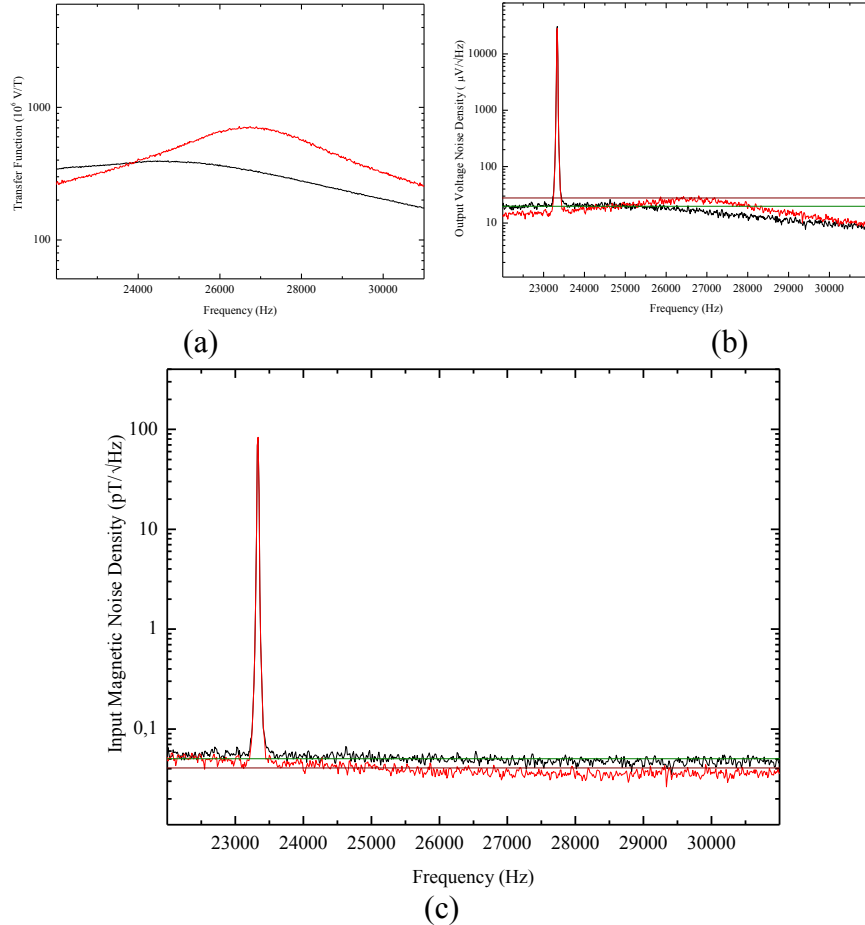 Transfer Function (10⁶ V/T)
1000
100
24000 26000 28000 30000
Frequency (Hz)
(a)
Output Voltage Noise Density ( µV/√Hz)
10000
1000
100
10
23000 24000 25000 26000 27000 28000 29000 30000
Frequency (Hz)
(b)
Input Magnetic Noise Density (pT/√Hz)
100
10
1
0,1
23000 24000 25000 26000 27000 28000 29000 30000
Frequency (Hz)
(c)